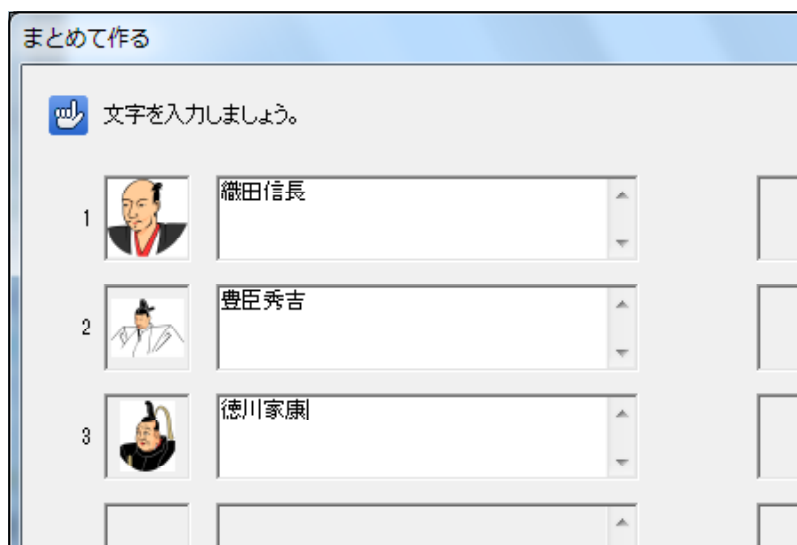 まとめて作る
文字を入力しましょう。
1 織田信長
2 豊臣秀吉
3 徳川家康